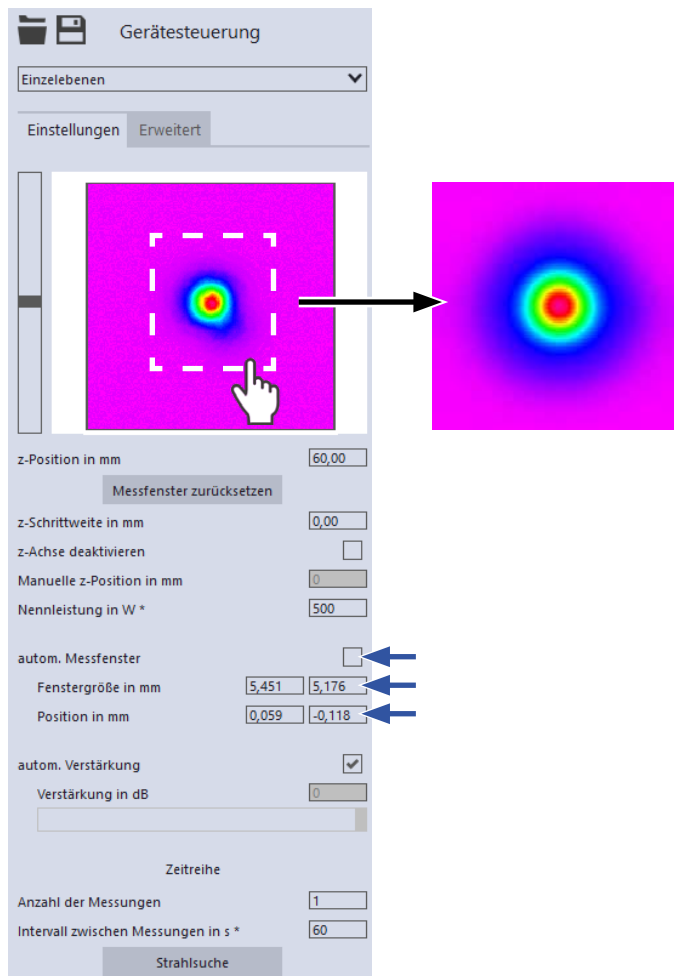 Gerätesteuerung
Einzelebenen
Einstellungen Erweitert
z-Position in mm 60,00
Messfenster zurücksetzen
z-Schrittweite in mm 0,00
z-Achse deaktivieren
Manuelle z-Position in mm 0
Nennleistung in W * 500
autom. Messfenster
Fenstergröße in mm 5,451 5,176
Position in mm 0,059 -0,118
autom. Verstärkung
Verstärkung in dB 0
Zeitreihe
Anzahl der Messungen 1
Intervall zwischen Messungen in s * 60
Strahlsuche